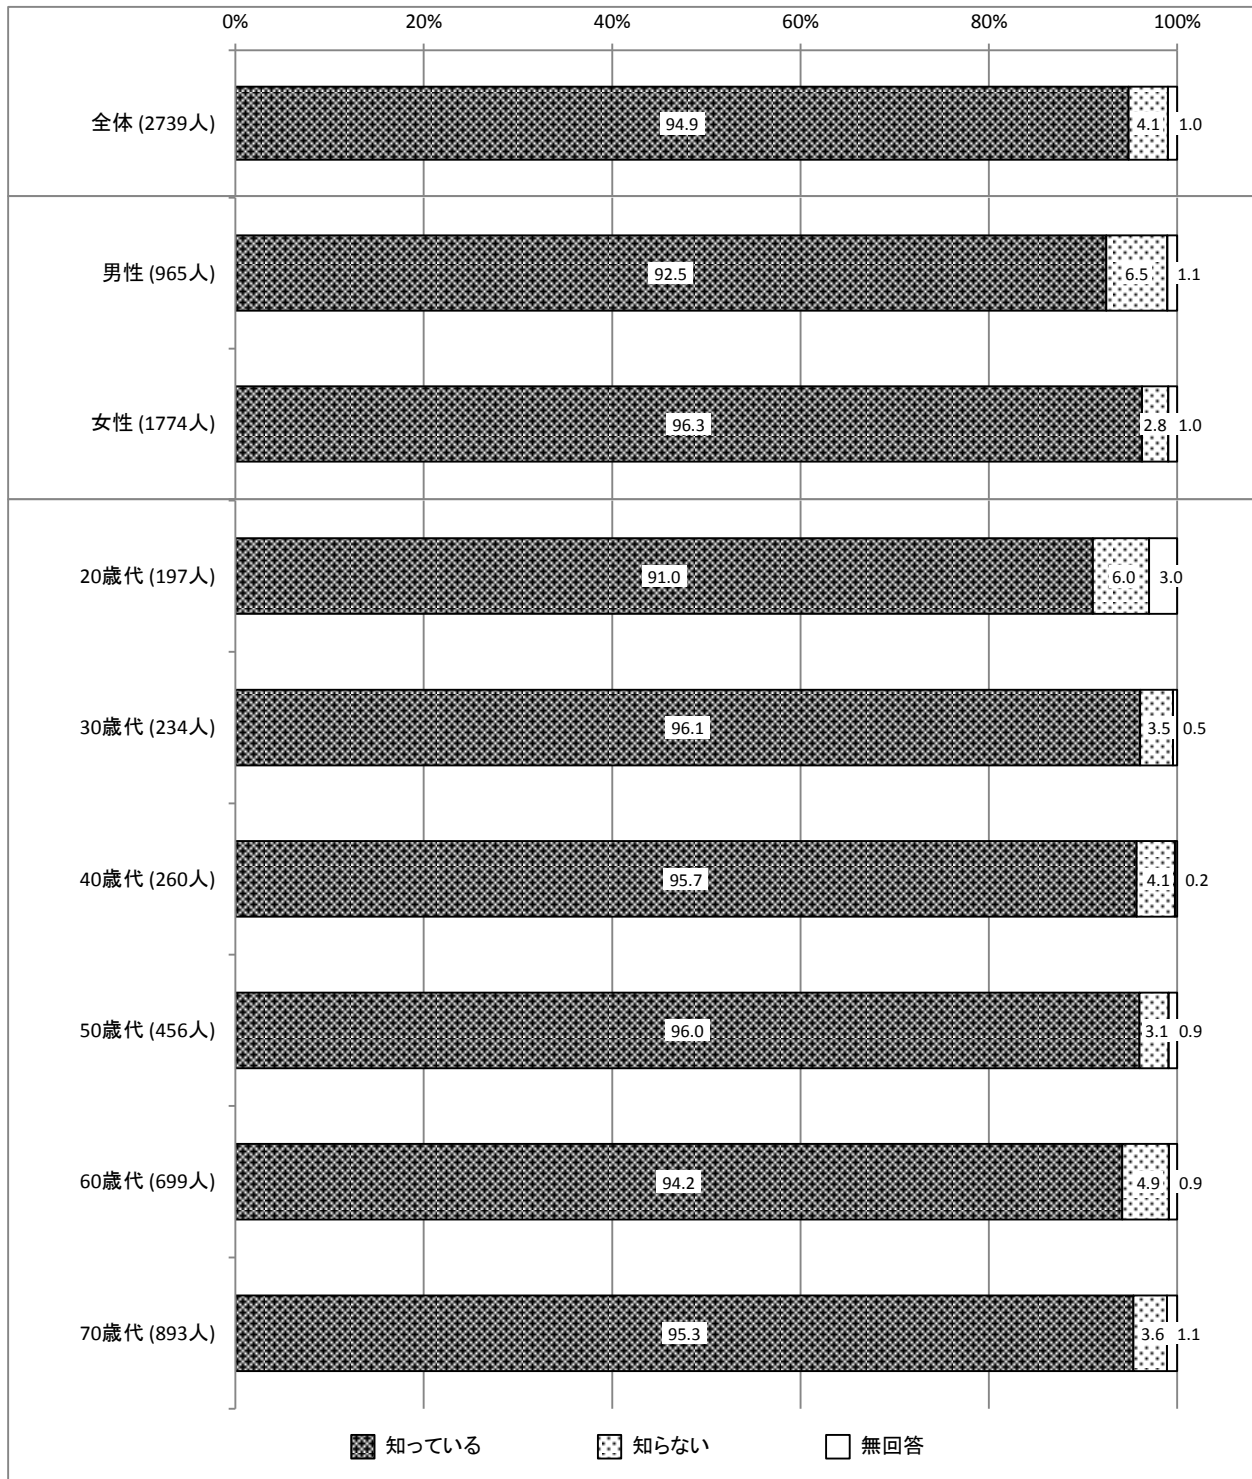 0% 20% 40% 60% 80% 100%
全体 (2739人) 94.9 4.1 1.0
男性 (965人) 92.5 6.5 1.1
女性 (1774人) 96.3 2.8 1.0
20歳代 (197人) 91.0 6.0 3.0
30歳代 (234人) 96.1 3.5 0.5
40歳代 (260人) 95.7 4.1 0.2
50歳代 (456人) 96.0 3.1 0.9
60歳代 (699人) 94.2 4.9 0.9
70歳代 (893人) 95.3 3.6 1.1
知っている 知らない 無回答